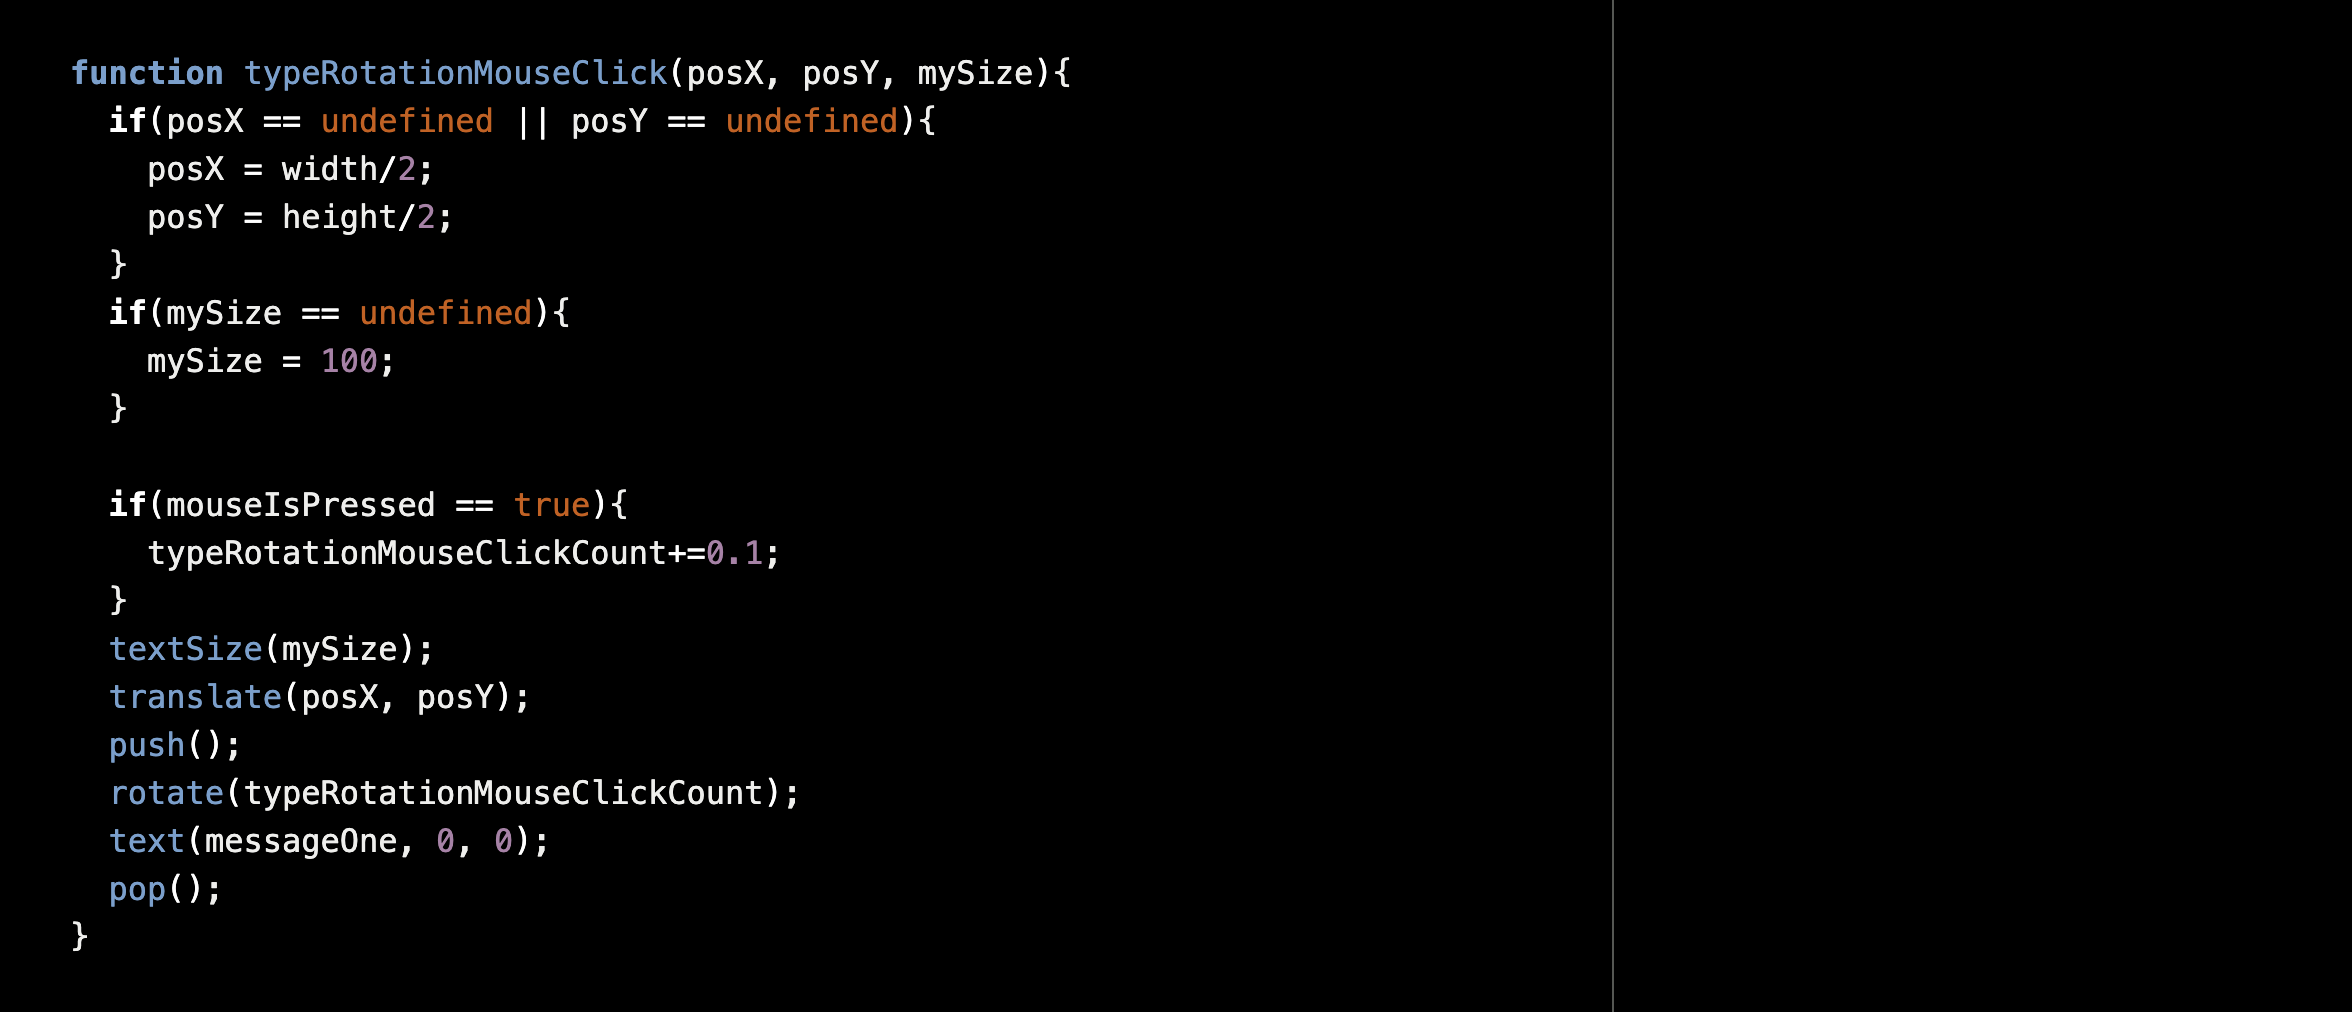 function typeRotationMouseClick(posX, posY, mySize){
  if(posX == undefined || posY == undefined){
    posX = width/2;
    posY = height/2;
  }
  if(mySize == undefined){
    mySize = 100;
  }

  if(mouseIsPressed == true){
    typeRotationMouseClickCount+=0.1;
  }
  textSize(mySize);
  translate(posX, posY);
  push();
  rotate(typeRotationMouseClickCount);
  text(messageOne, 0, 0);
  pop();
}